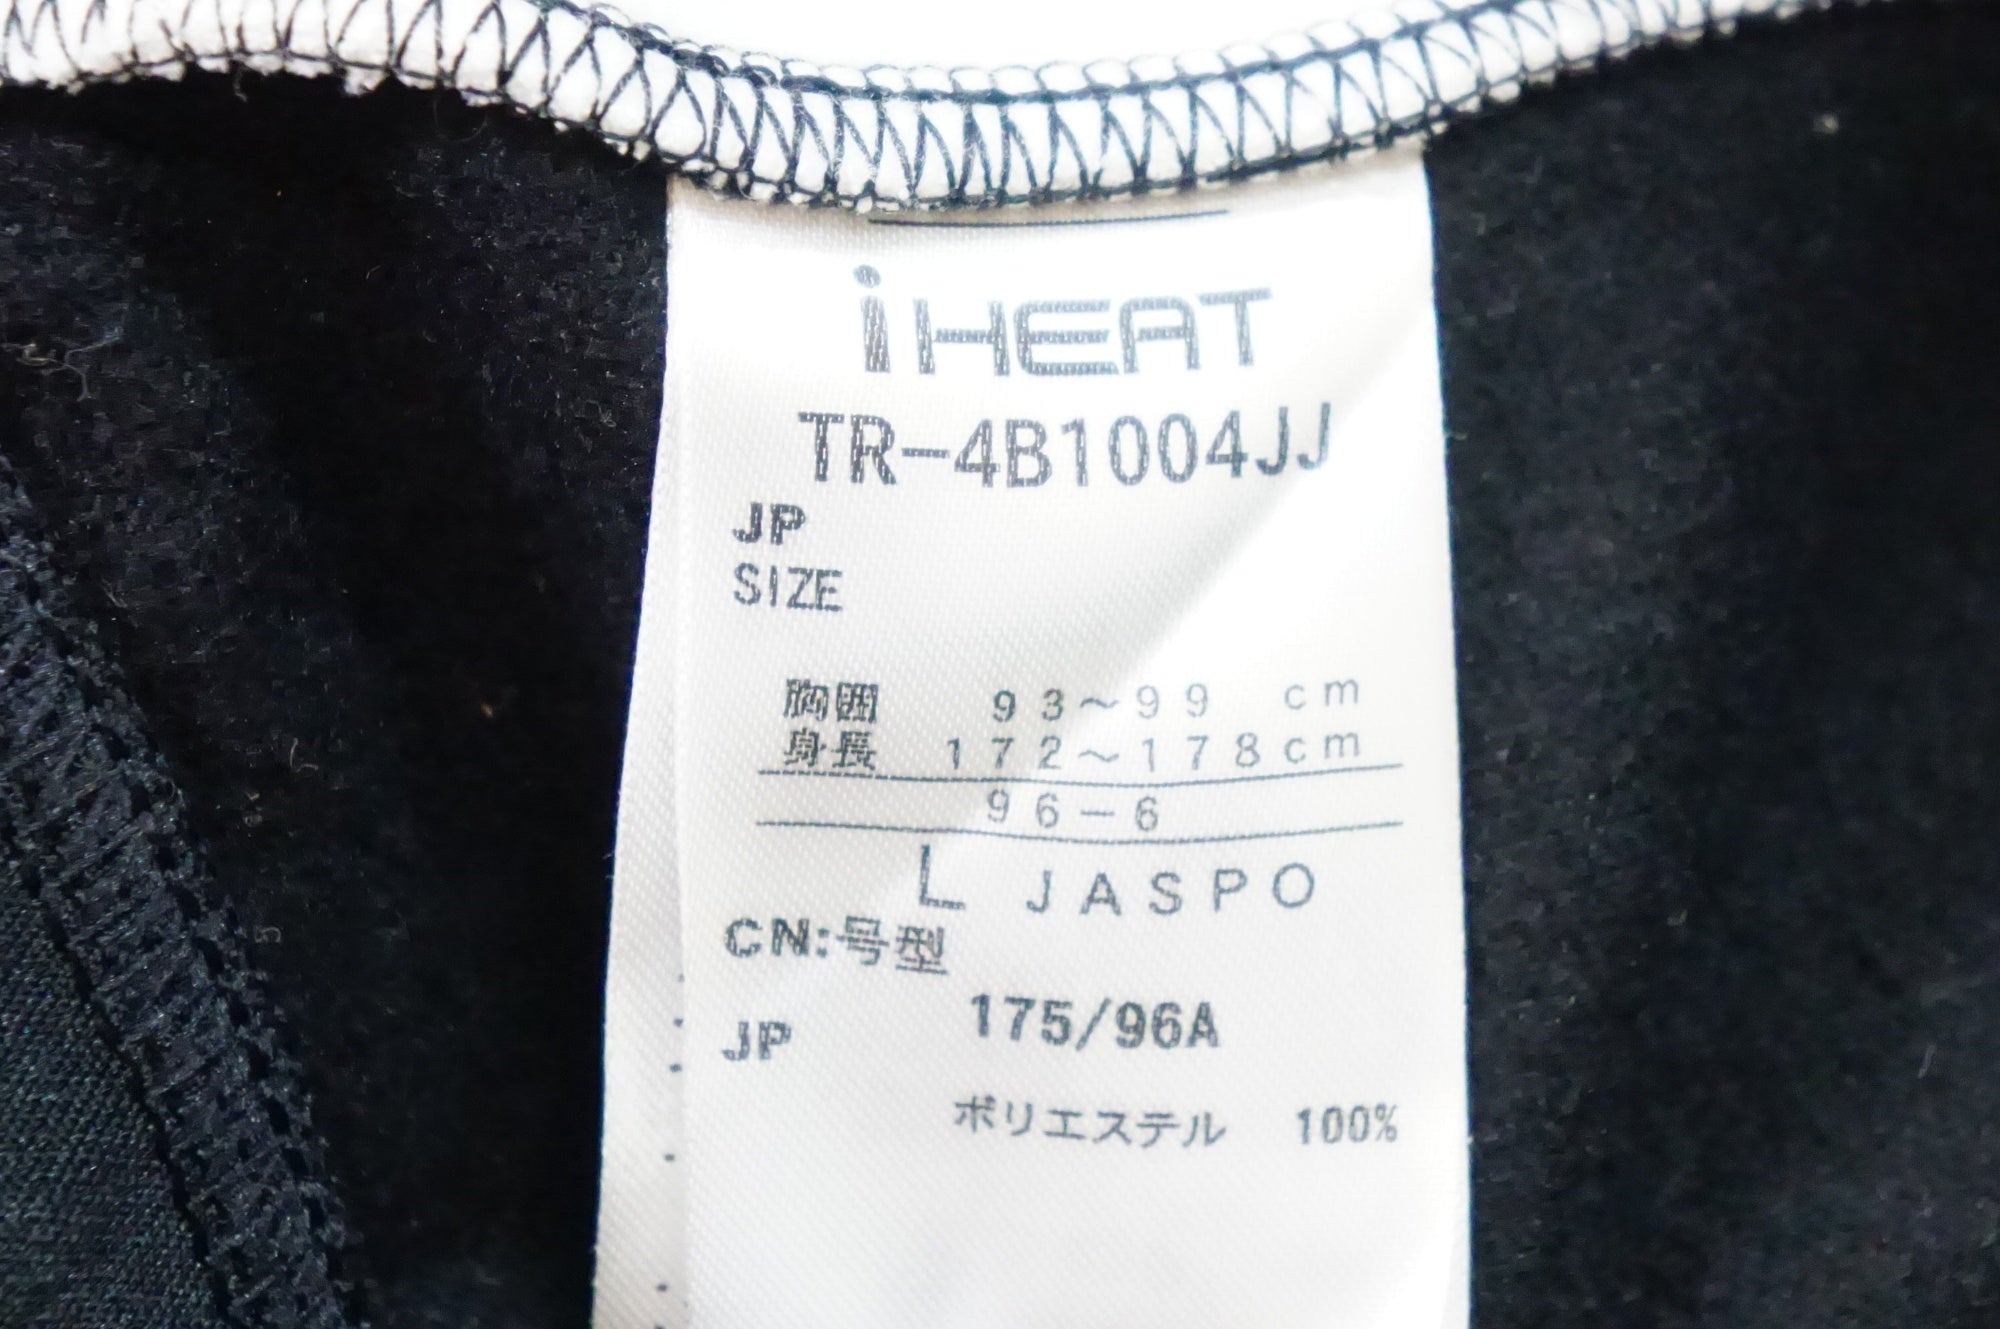 i HEAT
TR-4B1004JJ
JP
SIZE
胸囲 93～99 cm
身長 172～178cm
96－6
L JASPO
CN:号型
175/96A
JP
ポリエステル 100%